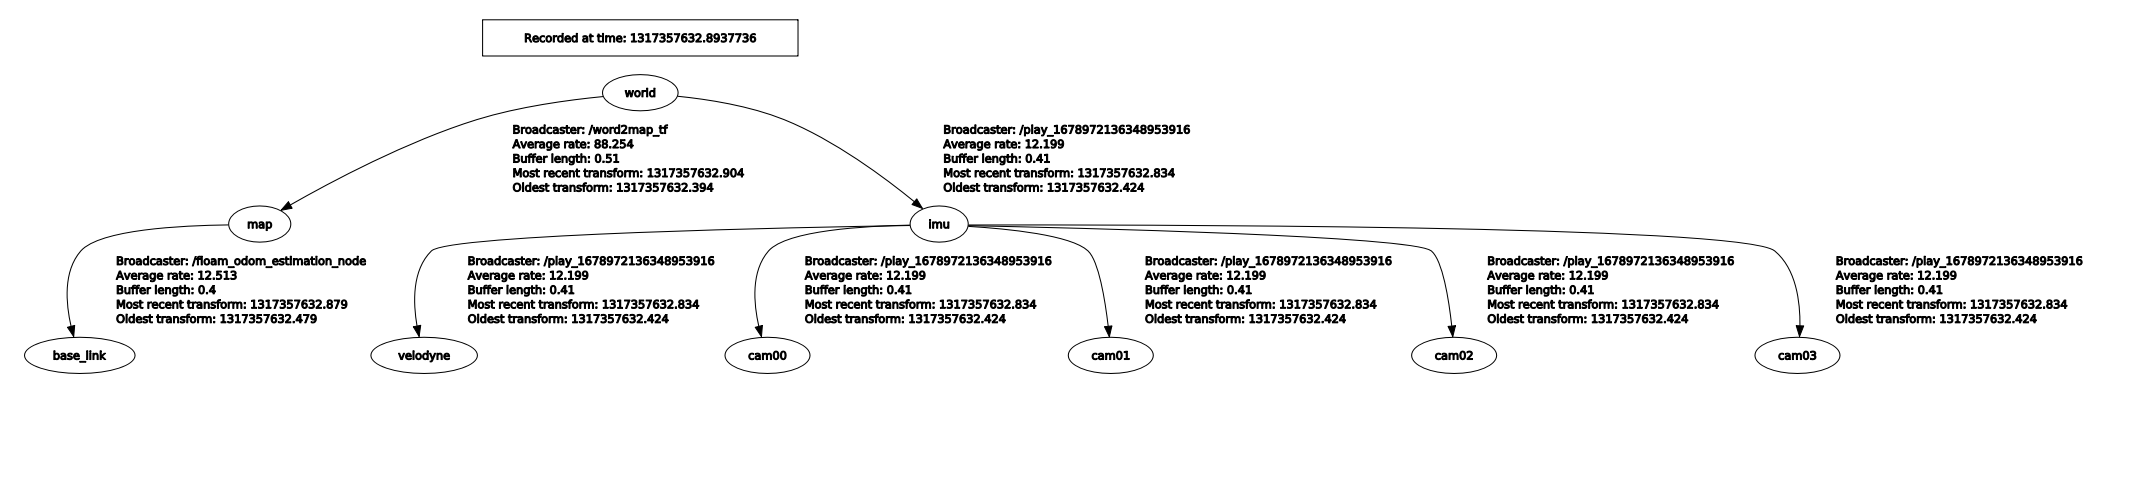 Recorded at time: 1317357632.8937736
world
Broadcaster: /word2map_tf
Average rate: 88.254
Buffer length: 0.51
Most recent transform: 1317357632.904
Oldest transform: 1317357632.394
Broadcaster: /play_1678972136348953916
Average rate: 12.199
Buffer length: 0.41
Most recent transform: 1317357632.834
Oldest transform: 1317357632.424
map
imu
Broadcaster: /floam_odom_estimation_node
Average rate: 12.513
Buffer length: 0.4
Most recent transform: 1317357632.879
Oldest transform: 1317357632.479
Broadcaster: /play_1678972136348953916
Average rate: 12.199
Buffer length: 0.41
Most recent transform: 1317357632.834
Oldest transform: 1317357632.424
Broadcaster: /play_1678972136348953916
Average rate: 12.199
Buffer length: 0.41
Most recent transform: 1317357632.834
Oldest transform: 1317357632.424
Broadcaster: /play_1678972136348953916
Average rate: 12.199
Buffer length: 0.41
Most recent transform: 1317357632.834
Oldest transform: 1317357632.424
Broadcaster: /play_1678972136348953916
Average rate: 12.199
Buffer length: 0.41
Most recent transform: 1317357632.834
Oldest transform: 1317357632.424
Broadcaster: /play_1678972136348953916
Average rate: 12.199
Buffer length: 0.41
Most recent transform: 1317357632.834
Oldest transform: 1317357632.424
base_link
velodyne
cam00
cam01
cam02
cam03